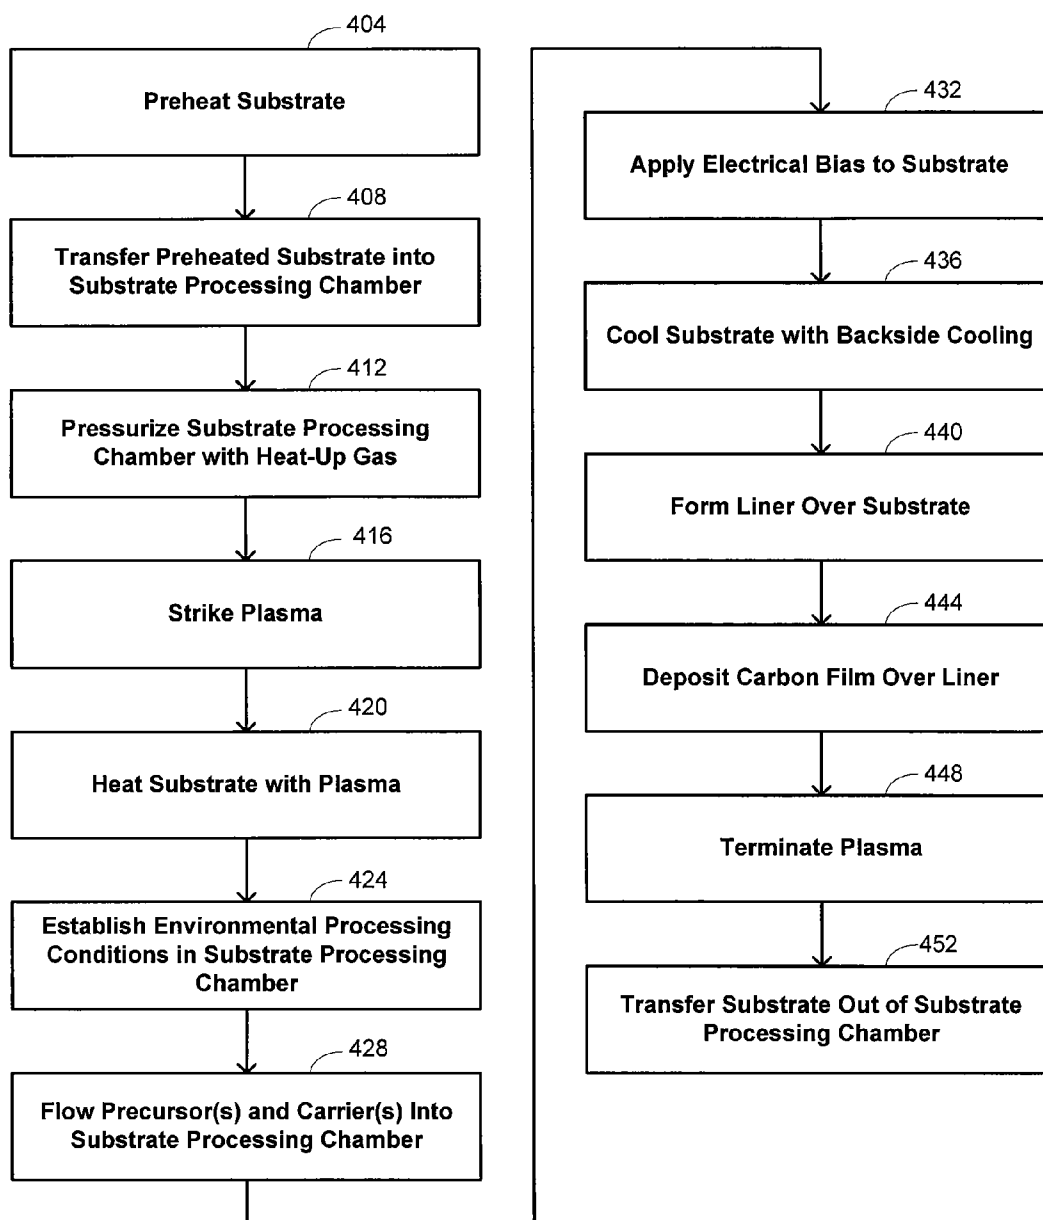 404
Preheat Substrate
408
Transfer Preheated Substrate into
Substrate Processing Chamber
412
Pressurize Substrate Processing
Chamber with Heat-Up Gas
416
Strike Plasma
420
Heat Substrate with Plasma
424
Establish Environmental Processing
Conditions in Substrate Processing
Chamber
428
Flow Precursor(s) and Carrier(s) Into
Substrate Processing Chamber
432
Apply Electrical Bias to Substrate
436
Cool Substrate with Backside Cooling
440
Form Liner Over Substrate
444
Deposit Carbon Film Over Liner
448
Terminate Plasma
452
Transfer Substrate Out of Substrate
Processing Chamber